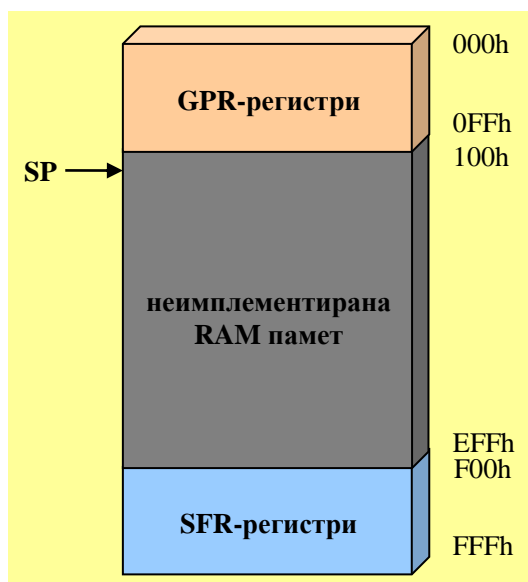 000h
GPR-регистри
0FFh
100h
SP
неимплементирана
RAM памет
EFFh
F00h
SFR-регистри
FFFh